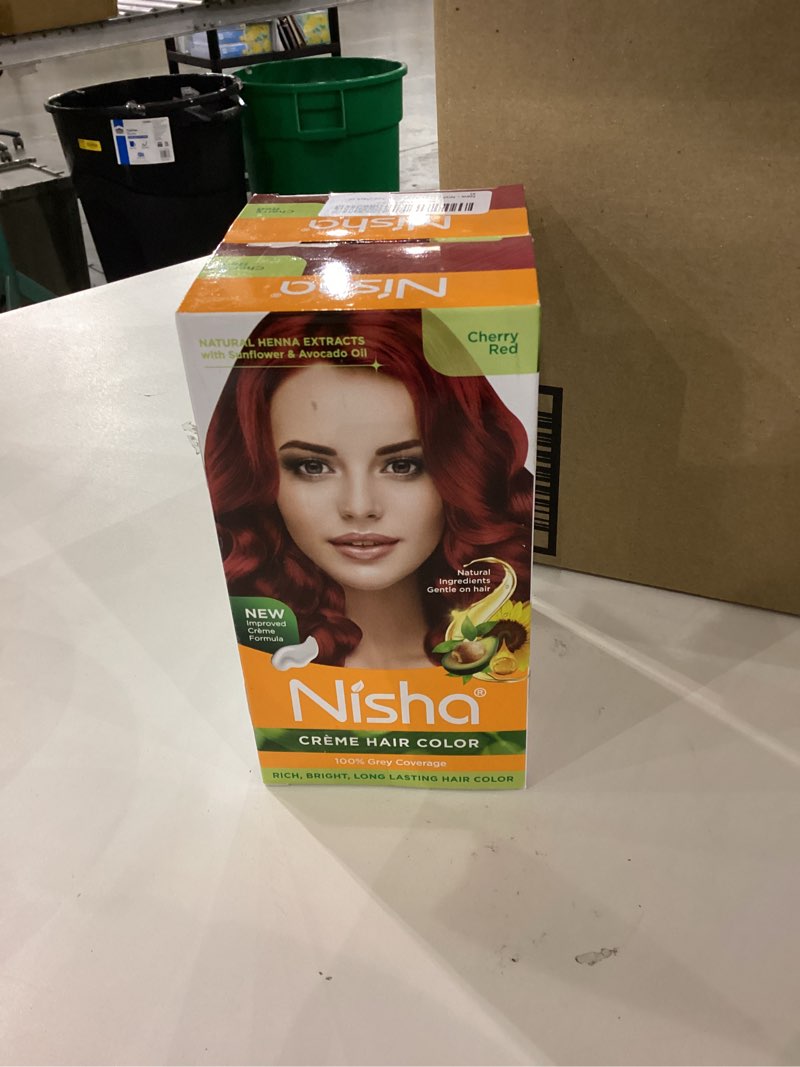 Nisha
Nisha
NATURAL HENNA EXTRACTS
with Sunflower & Avocado Oil
Cherry
Red
Natural
Ingredients
Gentle on hair
NEW
Improved
Crème
Formula
Nisha®
CRÈME HAIR COLOR
100% Grey Coverage
RICH, BRIGHT, LONG LASTING HAIR COLOR